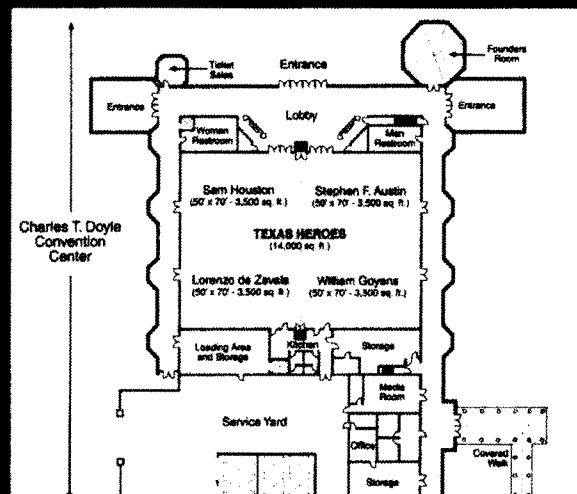 Ticket
Sales
Entrance
Founders
Room
Entrance
Lobby
Entrance
Women
Restroom
Men
Restroom
Sam Houston
(50' x 70' - 3,500 sq. ft.)
Stephen F. Austin
(50' x 70' - 3,500 sq. ft.)
TEXAS HEROES
(14,000 sq. ft.)
Charles T. Doyle
Convention
Center
Lorenzo de Zavala
(50' x 70' - 3,500 sq. ft.)
William Goyens
(50' x 70' - 3,500 sq. ft.)
Loading Area
and Storage
Kitchen
Storage
Media
Room
Service Yard
Office
Covered
Walk
Storage